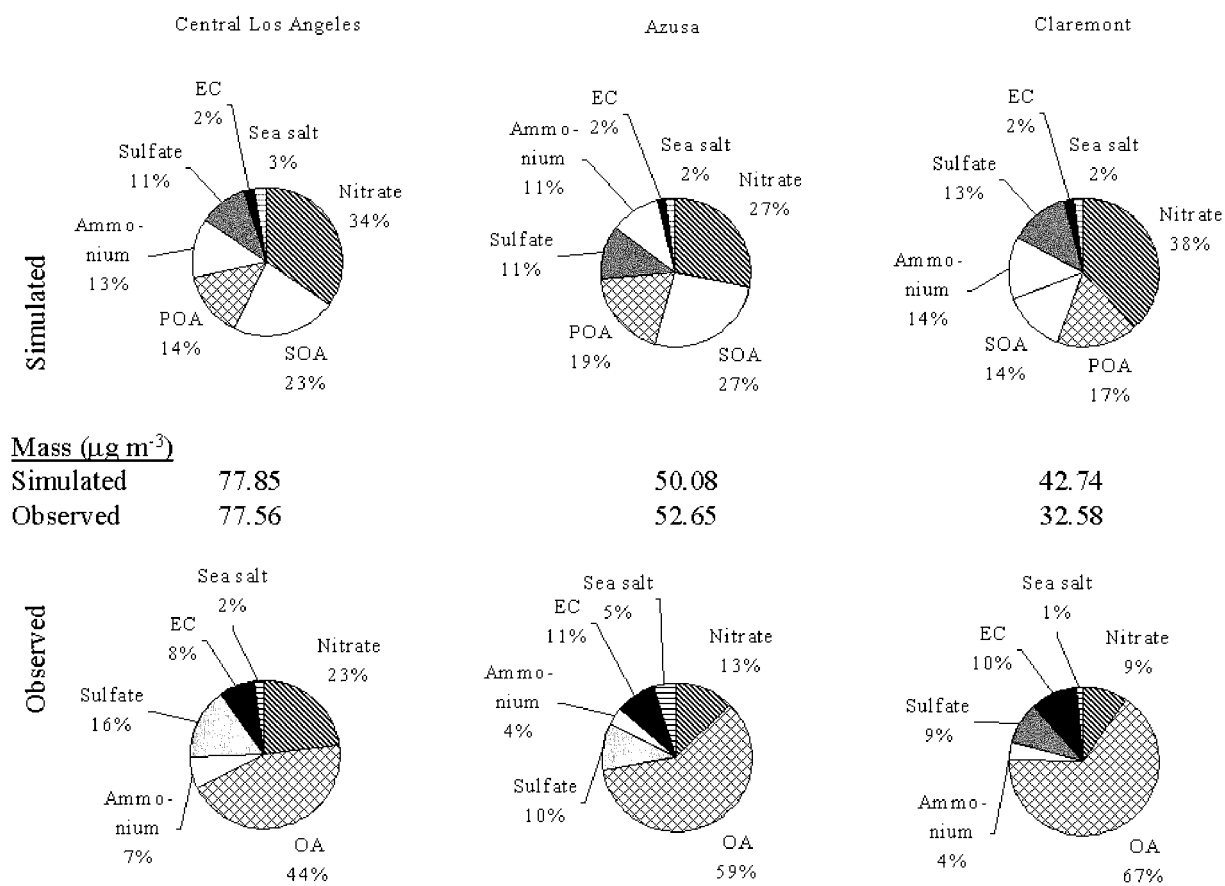 Central Los Angeles
Azusa
Claremont
Simulated
EC
2%
Sea salt
3%
Sulfate
11%
Nitrate
34%
Ammo-
nium
13%
POA
14%
SOA
23%
EC
2%
Ammo-
nium
11%
Sea salt
2%
Nitrate
27%
Sulfate
11%
POA
19%
SOA
27%
EC
2%
Sea salt
2%
Sulfate
13%
Nitrate
38%
Ammo-
nium
14%
SOA
14%
POA
17%
Mass (μg m⁻³)
Simulated 77.85 50.08 42.74
Observed 77.56 52.65 32.58
Observed
Sea salt
2%
EC
8%
Nitrate
23%
Sulfate
16%
Ammo-
nium
7%
OA
44%
Sea salt
5%
EC
11%
Nitrate
13%
Ammo-
nium
4%
Sulfate
10%
OA
59%
Sea salt
1%
EC
10%
Nitrate
9%
Sulfate
9%
Ammo-
nium
4%
OA
67%